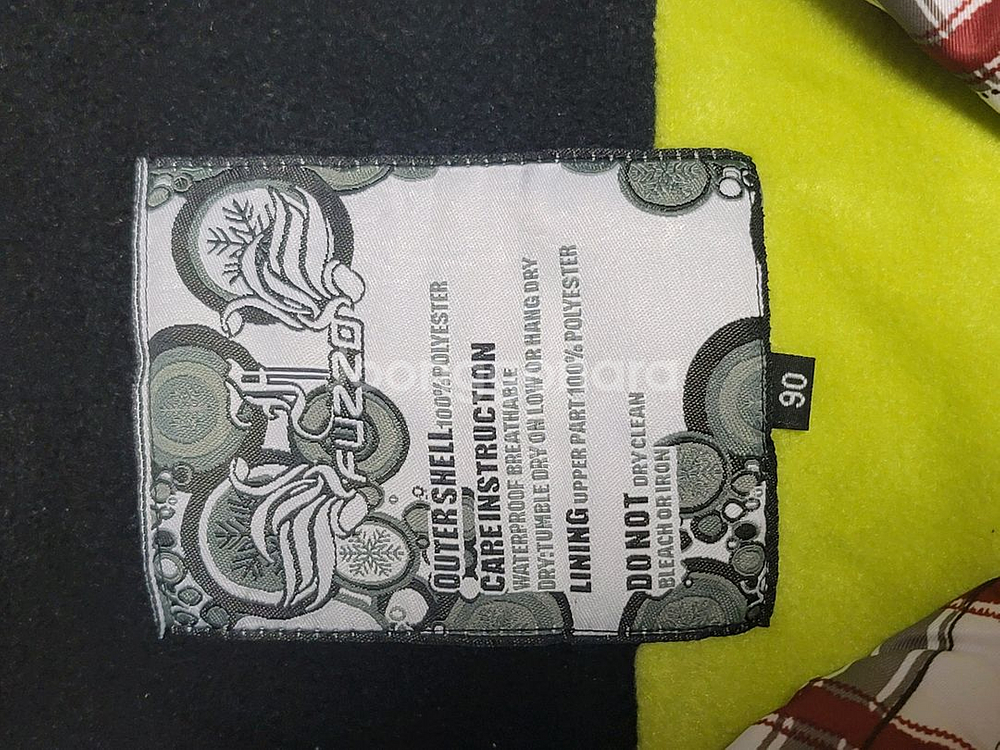 FUZZO
OUTER SHELL:100% POLYESTER
CARE INSTRUCTION
WATERPROOF BREATHABLE
DRY:TUMBLE DRY ON LOW OR HANG DRY
LINING UPPER PART:100% POLYESTER
DO NOT DRY CLEAN
BLEACH OR IRON
90